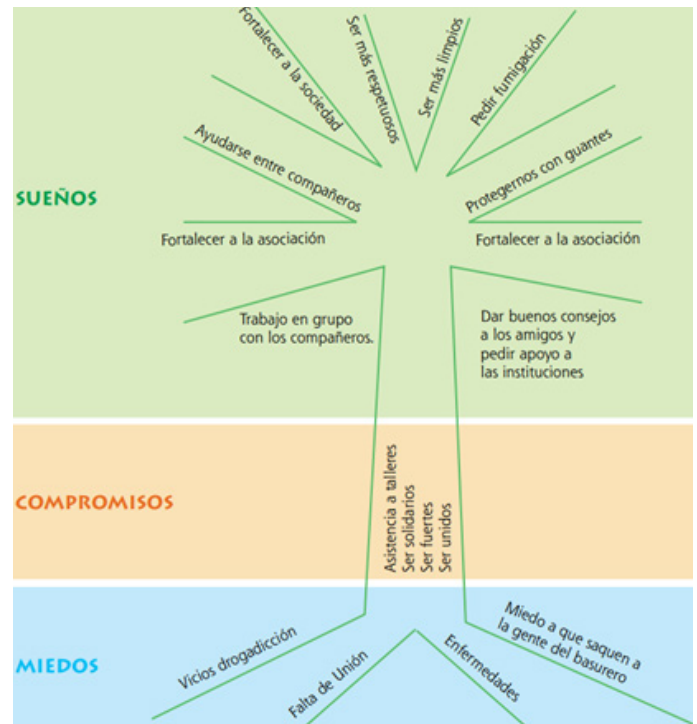 SUEÑOS
Fortalecer a la sociedad
Ser más respetuosos
Ser más limpios
Pedir fumigación
Ayudarse entre compañeros
Protegernos con guantes
Fortalecer a la asociación
Fortalecer a la asociación
Trabajo en grupo
con los compañeros.
Dar buenos consejos
a los amigos y
pedir apoyo a
las instituciones
COMPROMISOS
Asistencia a talleres
Ser solidarios
Ser fuertes
Ser unidos
MIEDOS
Vicios drogadicción
Falta de Unión
Enfermedades
Miedo a que saquen a
la gente del basurero